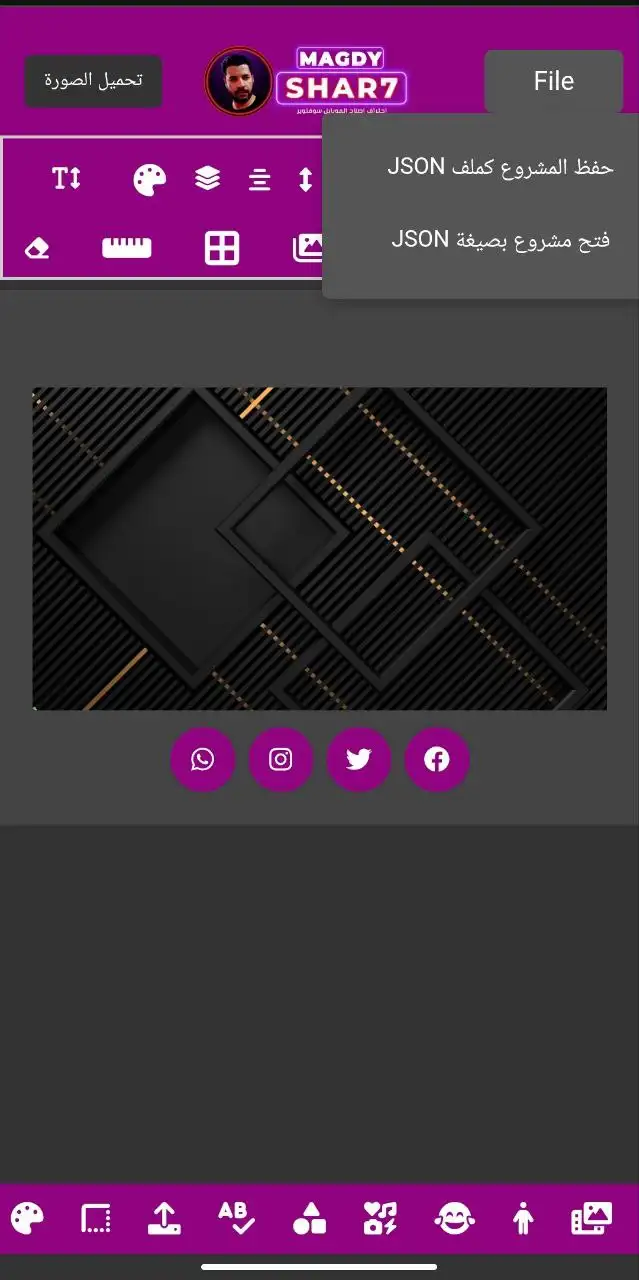 تحميل الصورة
MAGDY
SHAR7
احتراف اصلاح الموبايل سوفتوير
File
حفظ المشروع كملف JSON
فتح مشروع بصيغة JSON
T
AB